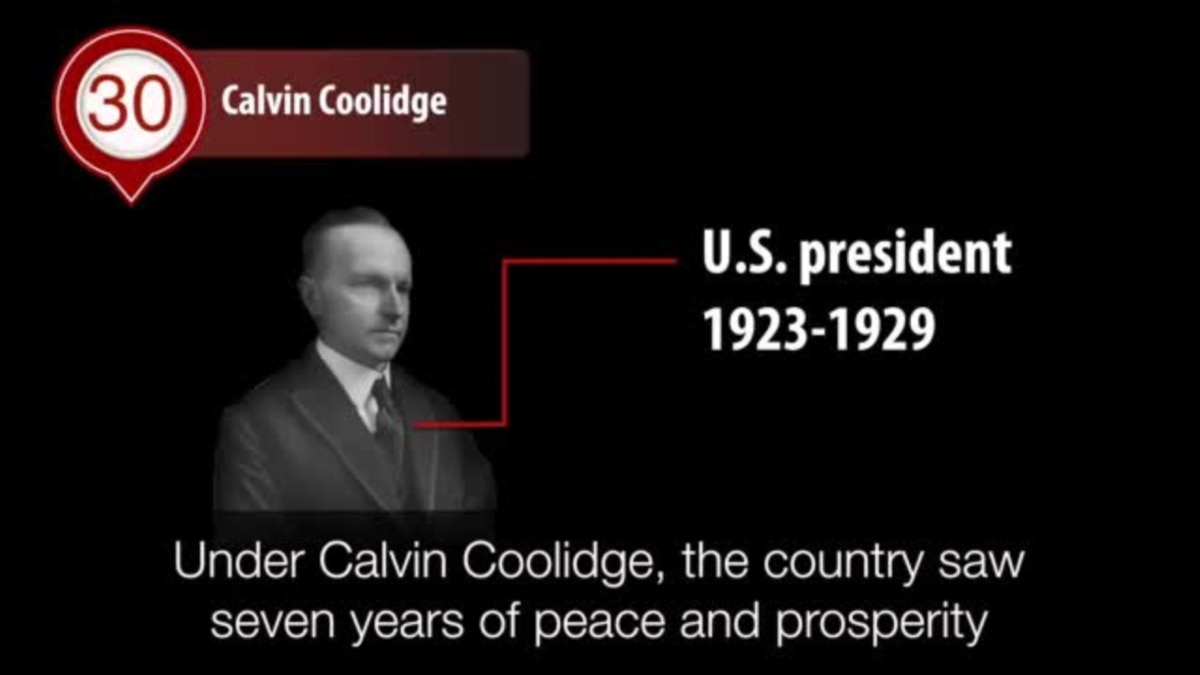 30
Calvin Coolidge
U.S. president
1923-1929
Under Calvin Coolidge, the country saw
seven years of peace and prosperity